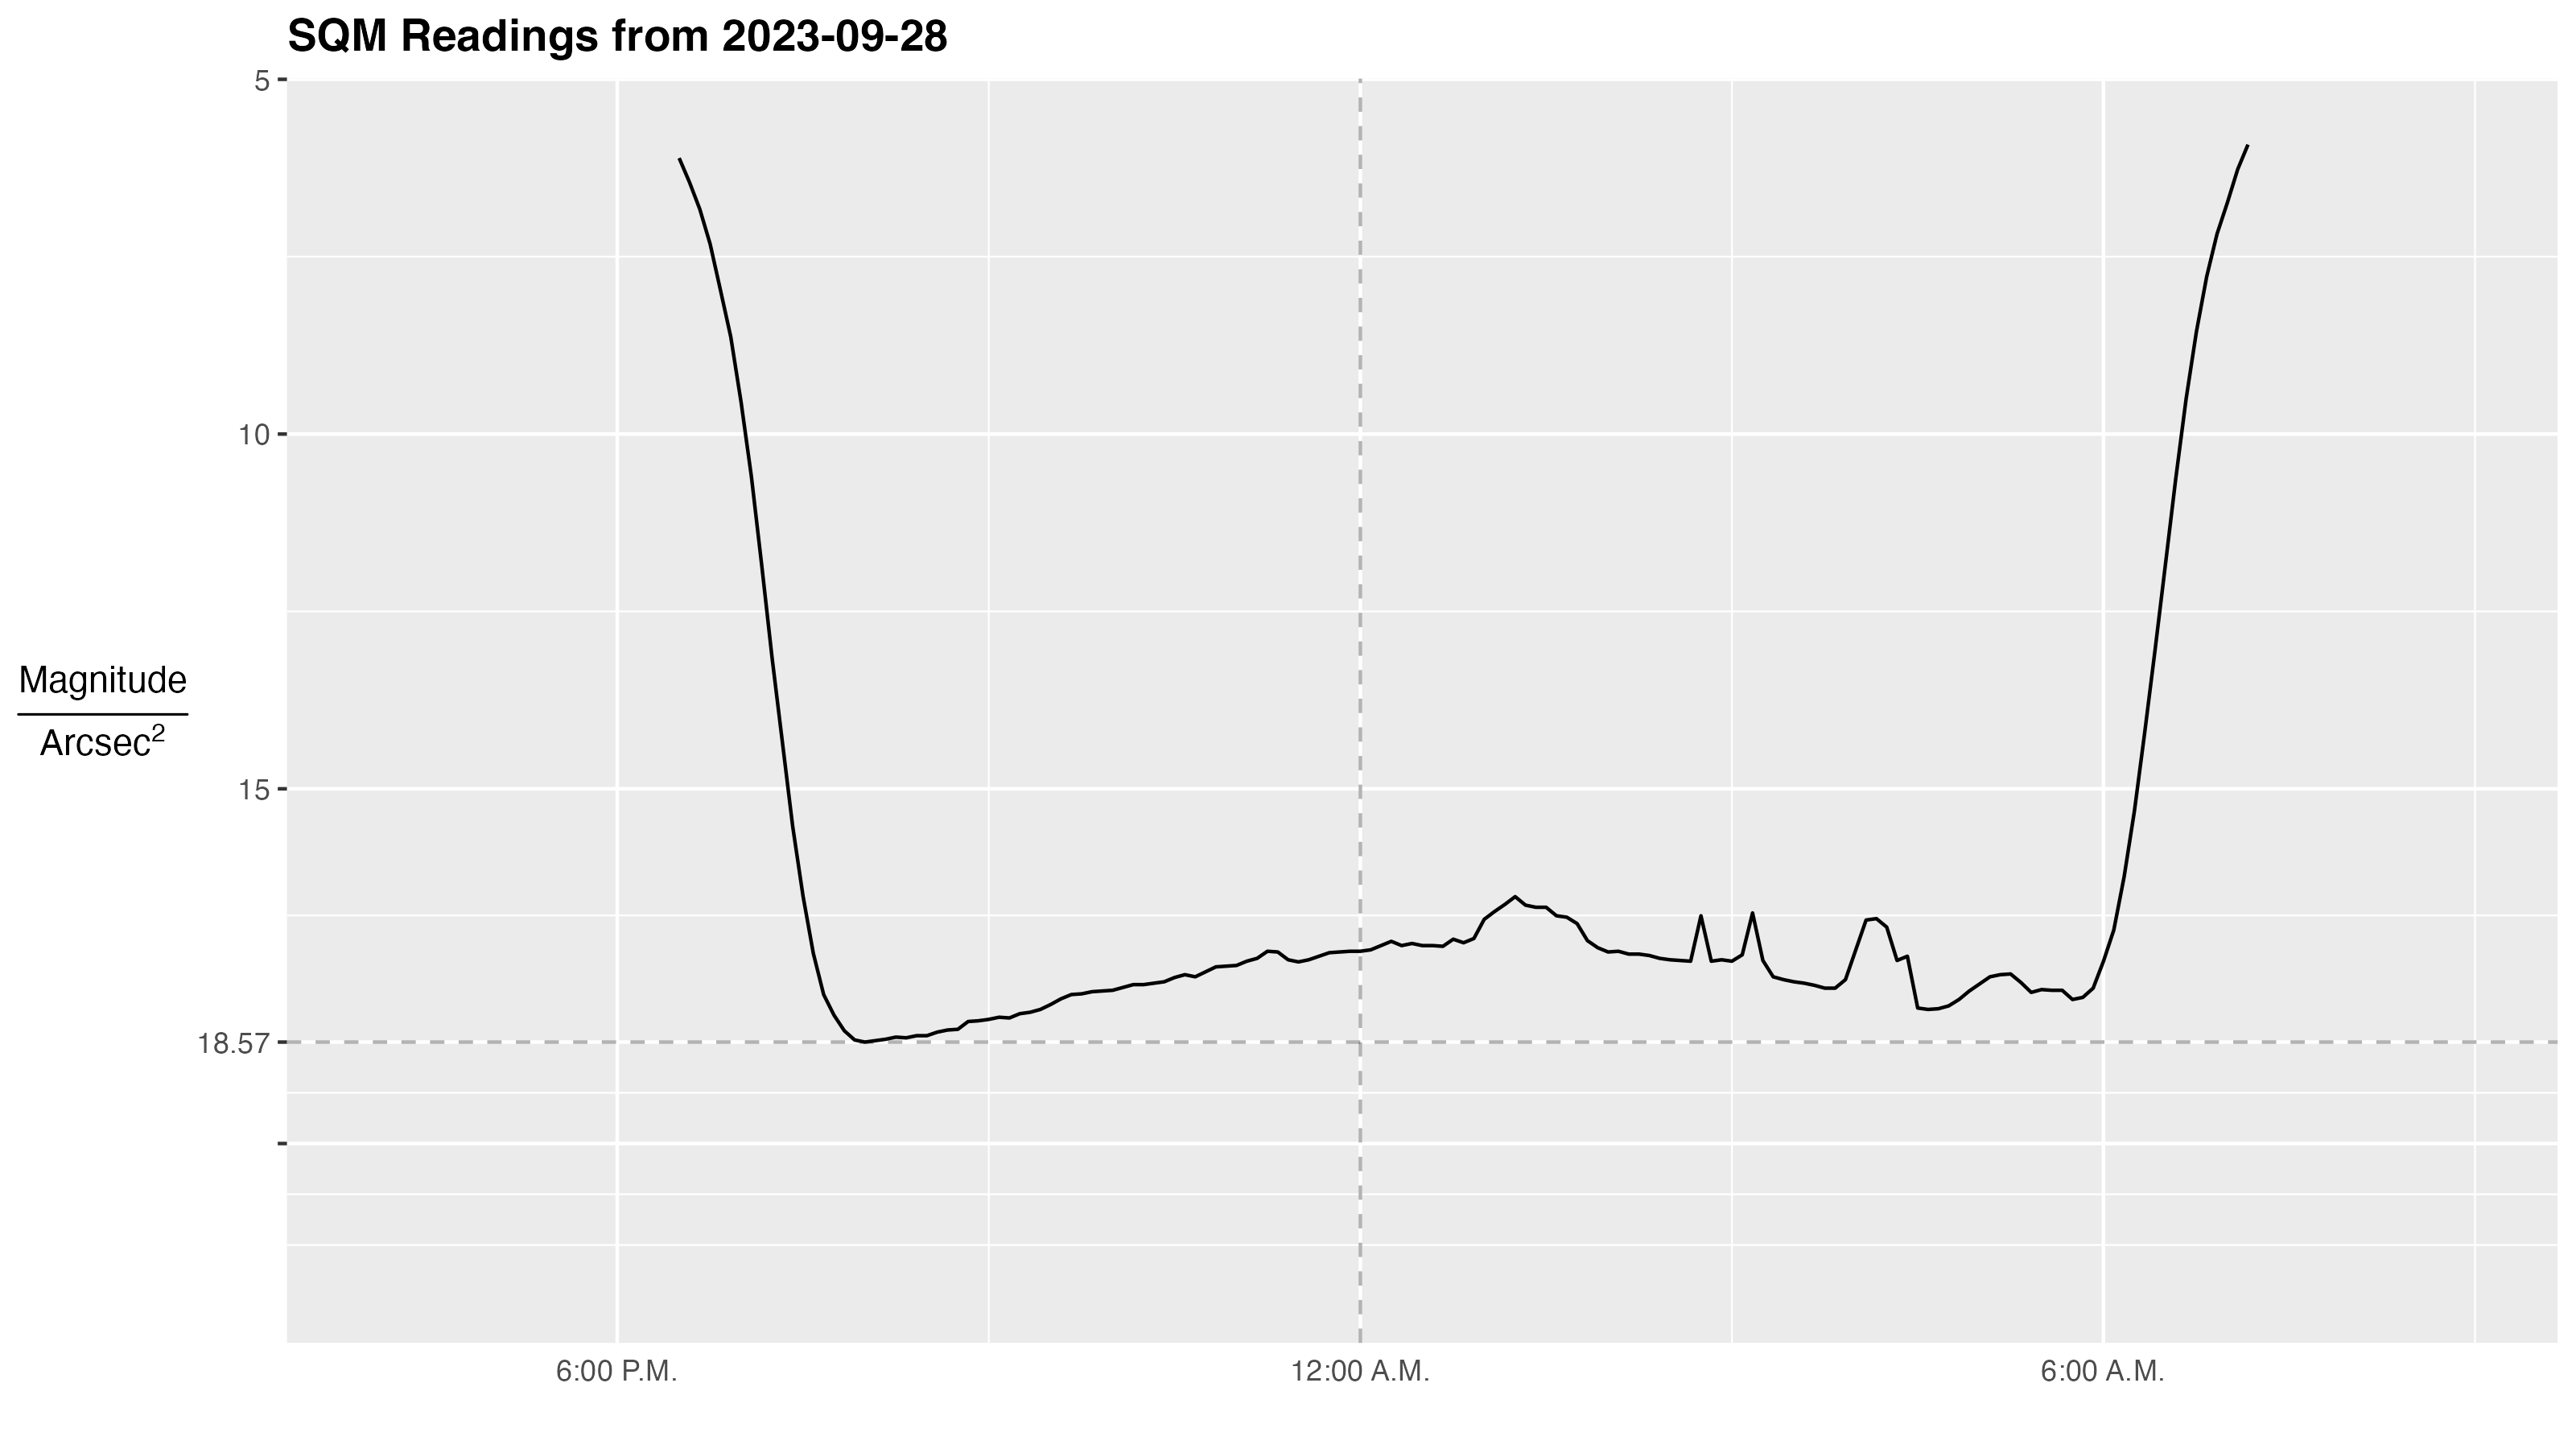 SQM Readings from 2023-09-28
5
10
15
18.57
Magnitude
Arcsec²
6:00 P.M.
12:00 A.M.
6:00 A.M.